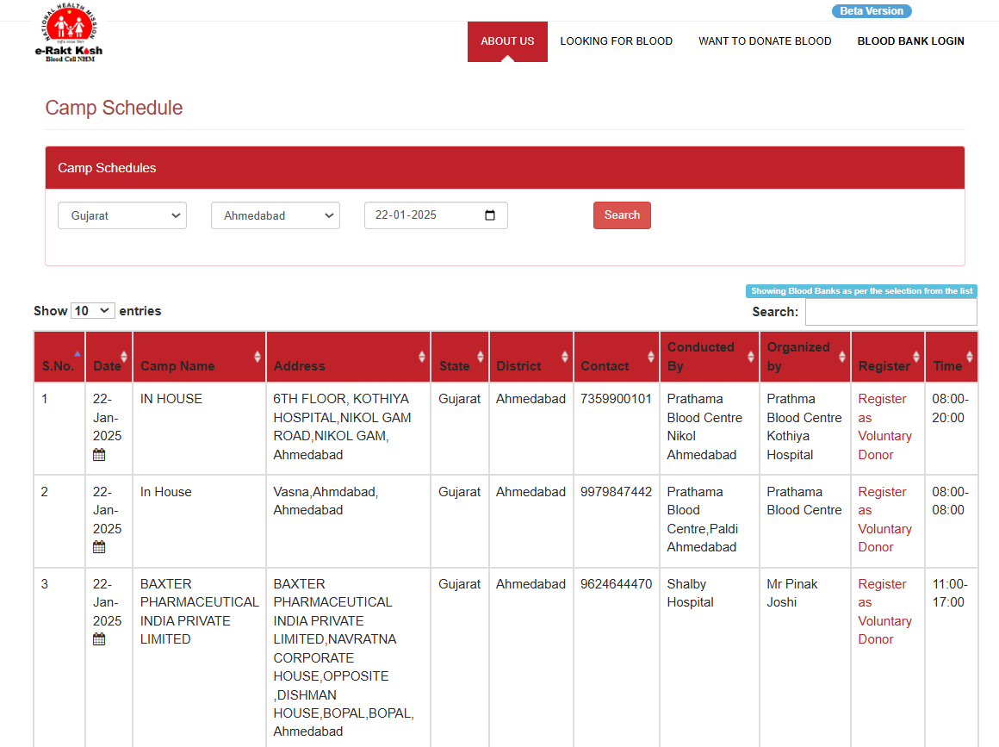 Beta Version
NATIONAL HEALTH MISSION
e-Rakt Kosh
Blood Cell NHM
ABOUT US
LOOKING FOR BLOOD
WANT TO DONATE BLOOD
BLOOD BANK LOGIN
Camp Schedule
Camp Schedules
Gujarat
Ahmedabad
22-01-2025
Search
Showing Blood Banks as per the selection from the list
Show 10 entries
Search:
S.No.
Date
Camp Name
Address
State
District
Contact
Conducted
By
Organized
by
Register
Time
1
22-
Jan-
2025
IN HOUSE
6TH FLOOR, KOTHIYA
HOSPITAL,NIKOL GAM
ROAD,NIKOL GAM,
Ahmedabad
Gujarat
Ahmedabad
7359900101
Prathama
Blood Centre
Nikol
Ahmedabad
Prathma
Blood Centre
Kothiya
Hospital
Register
as
Voluntary
Donor
08:00-
20:00
2
22-
Jan-
2025
In House
Vasna,Ahmdabad,
Ahmedabad
Gujarat
Ahmedabad
9979847442
Prathama
Blood
Centre,Paldi
Ahmedabad
Prathama
Blood Centre
Register
as
Voluntary
Donor
08:00-
08:00
3
22-
Jan-
2025
BAXTER
PHARMACEUTICAL
INDIA PRIVATE
LIMITED
BAXTER
PHARMACEUTICAL
INDIA PRIVATE
LIMITED,NAVRATNA
CORPORATE
HOUSE,OPPOSITE
,DISHMAN
HOUSE,BOPAL,BOPAL,
Ahmedabad
Gujarat
Ahmedabad
9624644470
Shalby
Hospital
Mr Pinak
Joshi
Register
as
Voluntary
Donor
11:00-
17:00